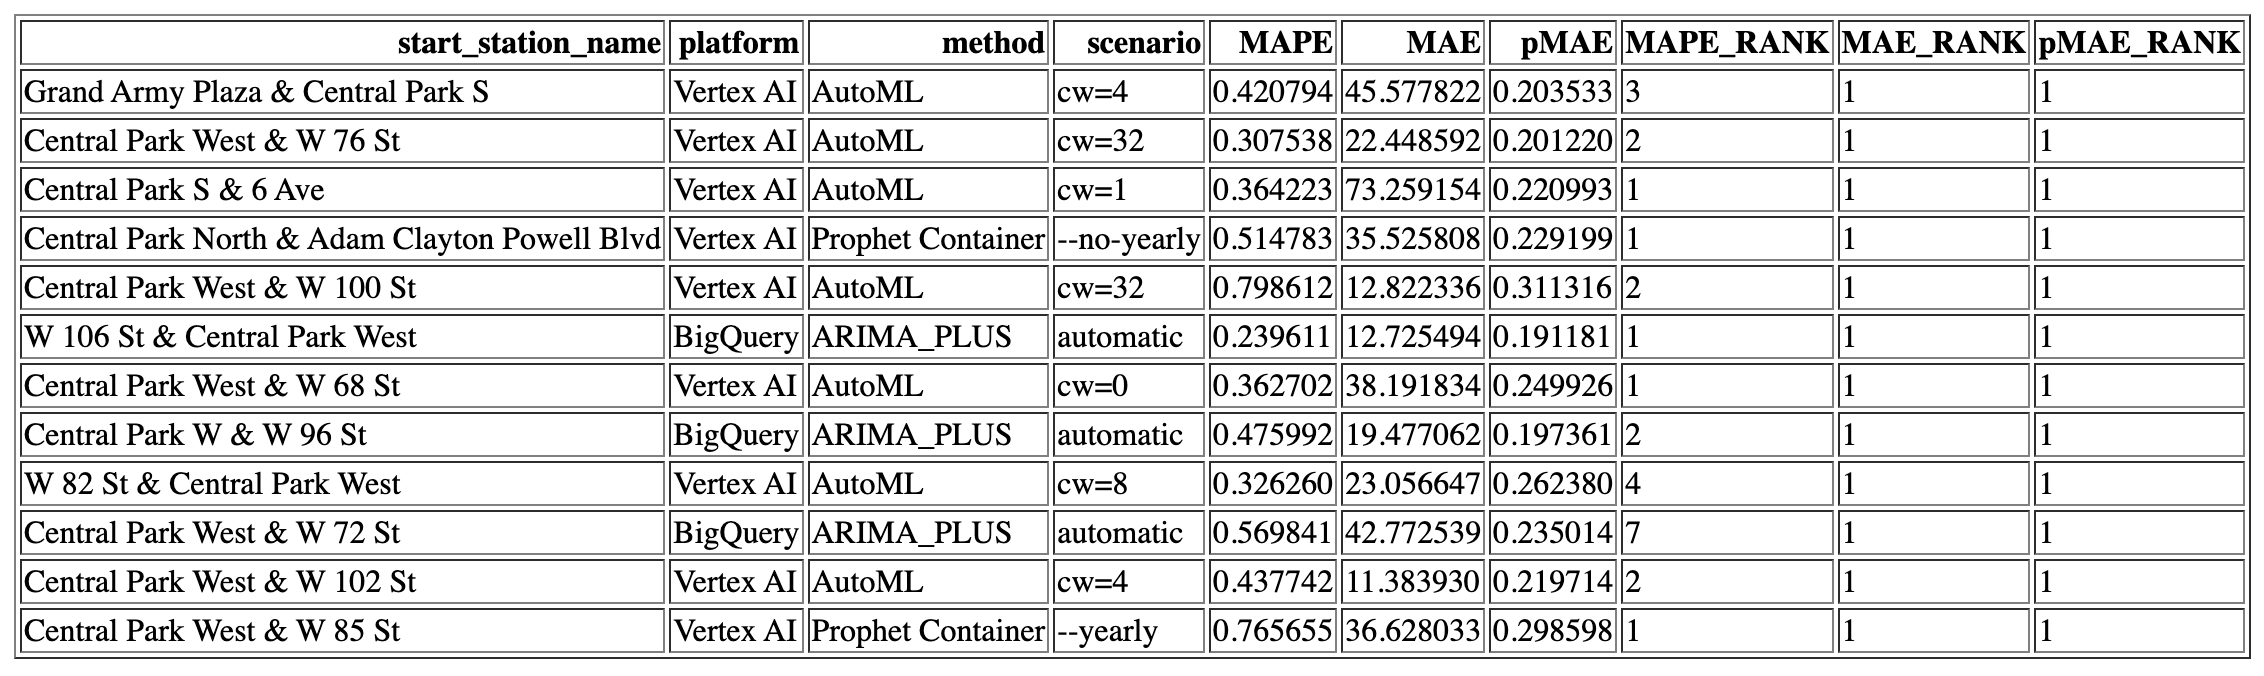 start_station_name platform method scenario MAPE MAE pMAE MAPE_RANK MAE_RANK pMAE_RANK
Grand Army Plaza & Central Park S Vertex AI AutoML cw=4 0.420794 45.577822 0.203533 3 1 1
Central Park West & W 76 St Vertex AI AutoML cw=32 0.307538 22.448592 0.201220 2 1 1
Central Park S & 6 Ave Vertex AI AutoML cw=1 0.364223 73.259154 0.220993 1 1 1
Central Park North & Adam Clayton Powell Blvd Vertex AI Prophet Container --no-yearly 0.514783 35.525808 0.229199 1 1 1
Central Park West & W 100 St Vertex AI AutoML cw=32 0.798612 12.822336 0.311316 2 1 1
W 106 St & Central Park West BigQuery ARIMA_PLUS automatic 0.239611 12.725494 0.191181 1 1 1
Central Park West & W 68 St Vertex AI AutoML cw=0 0.362702 38.191834 0.249926 1 1 1
Central Park W & W 96 St BigQuery ARIMA_PLUS automatic 0.475992 19.477062 0.197361 2 1 1
W 82 St & Central Park West Vertex AI AutoML cw=8 0.326260 23.056647 0.262380 4 1 1
Central Park West & W 72 St BigQuery ARIMA_PLUS automatic 0.569841 42.772539 0.235014 7 1 1
Central Park West & W 102 St Vertex AI AutoML cw=4 0.437742 11.383930 0.219714 2 1 1
Central Park West & W 85 St Vertex AI Prophet Container --yearly 0.765655 36.628033 0.298598 1 1 1